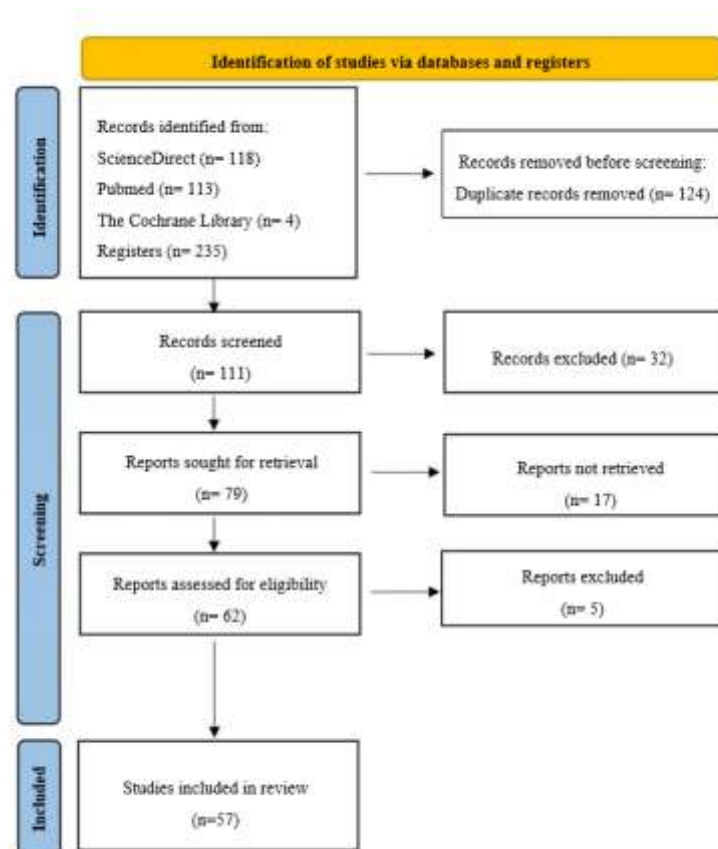 Identification of studies via databases and registers
Identification
Records identified from:
ScienceDirect (n= 118)
Pubmed (n= 113)
The Cochrane Library (n= 4)
Registers (n= 235)
Records removed before screening:
Duplicate records removed (n= 124)
Screening
Records screened
(n= 111)
Records excluded (n= 32)
Reports sought for retrieval
(n= 79)
Reports not retrieved
(n= 17)
Reports assessed for eligibility
(n= 62)
Reports excluded
(n= 5)
Included
Studies included in review
(n=57)